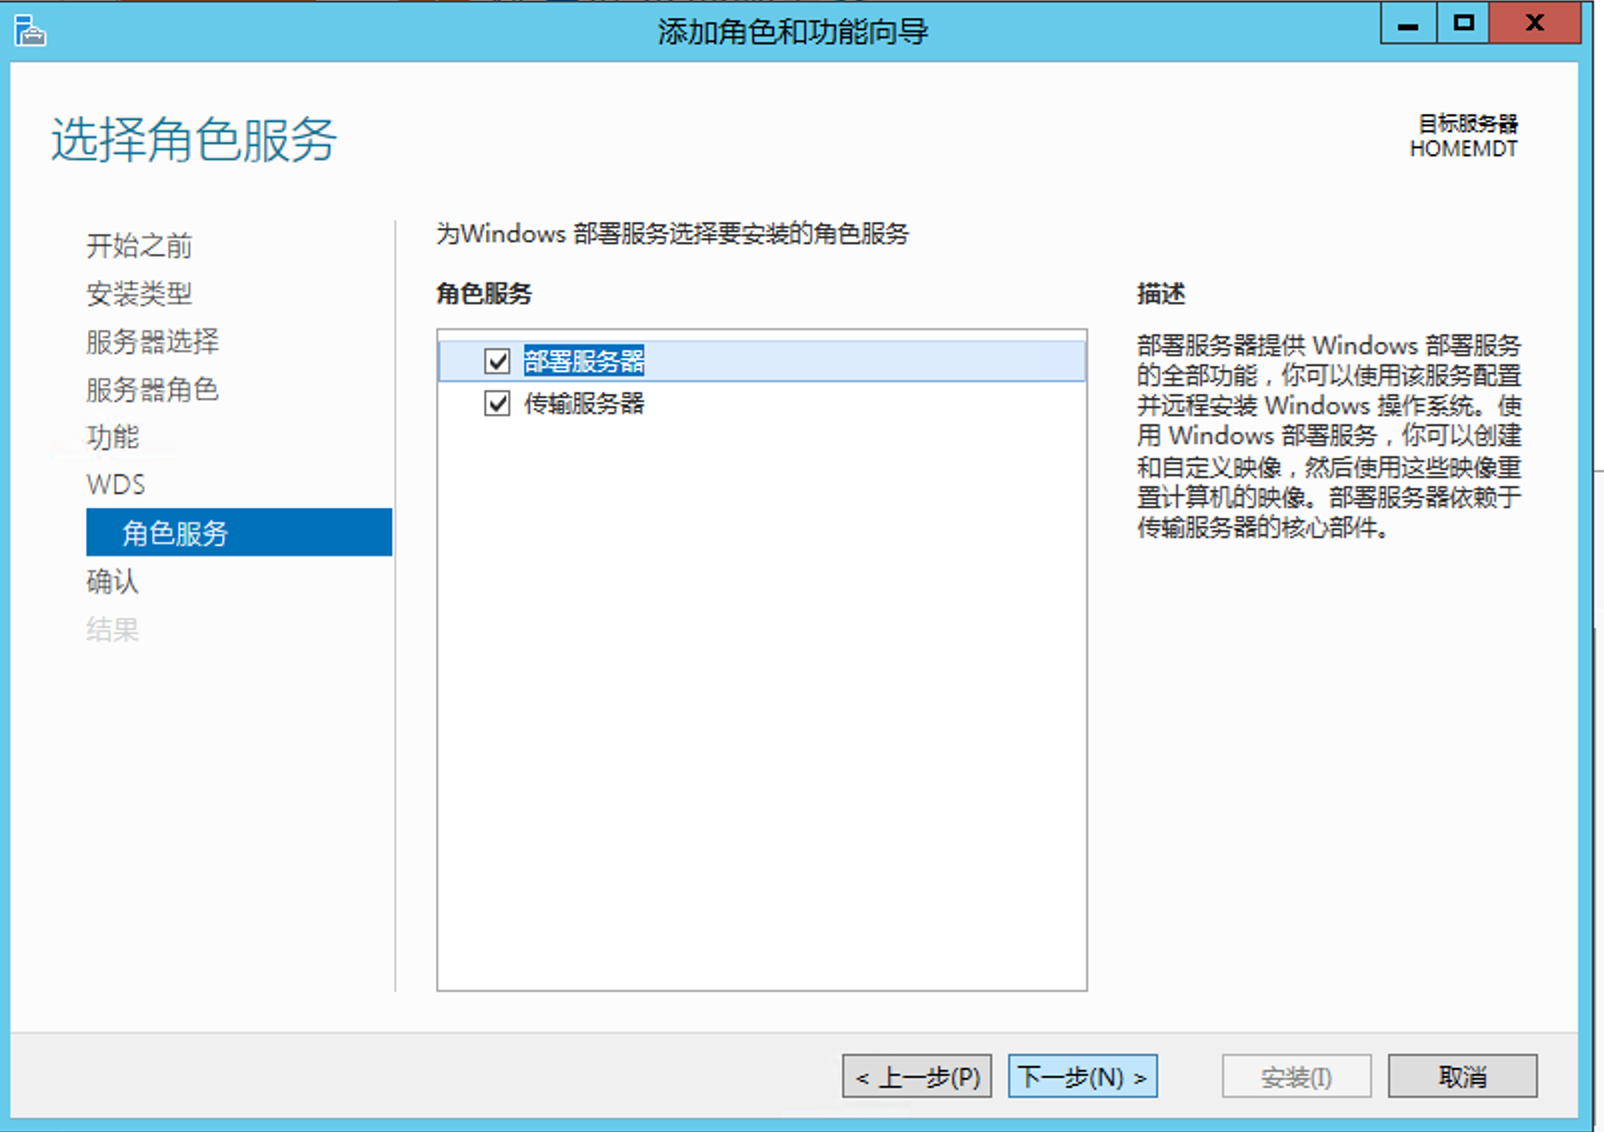 添加角色和功能向导
选择角色服务
目标服务器
HOMEMDT
开始之前
安装类型
服务器选择
服务器角色
功能
WDS
角色服务
确认
结果
为Windows 部署服务选择要安装的角色服务
角色服务
部署服务器
传输服务器
描述
部署服务器提供 Windows 部署服务
的全部功能，你可以使用该服务配置
并远程安装 Windows 操作系统。使
用 Windows 部署服务，你可以创建
和自定义映像，然后使用这些映像重
置计算机的映像。部署服务器依赖于
传输服务器的核心部件。
< 上一步(P)
下一步(N) >
安装(I)
取消